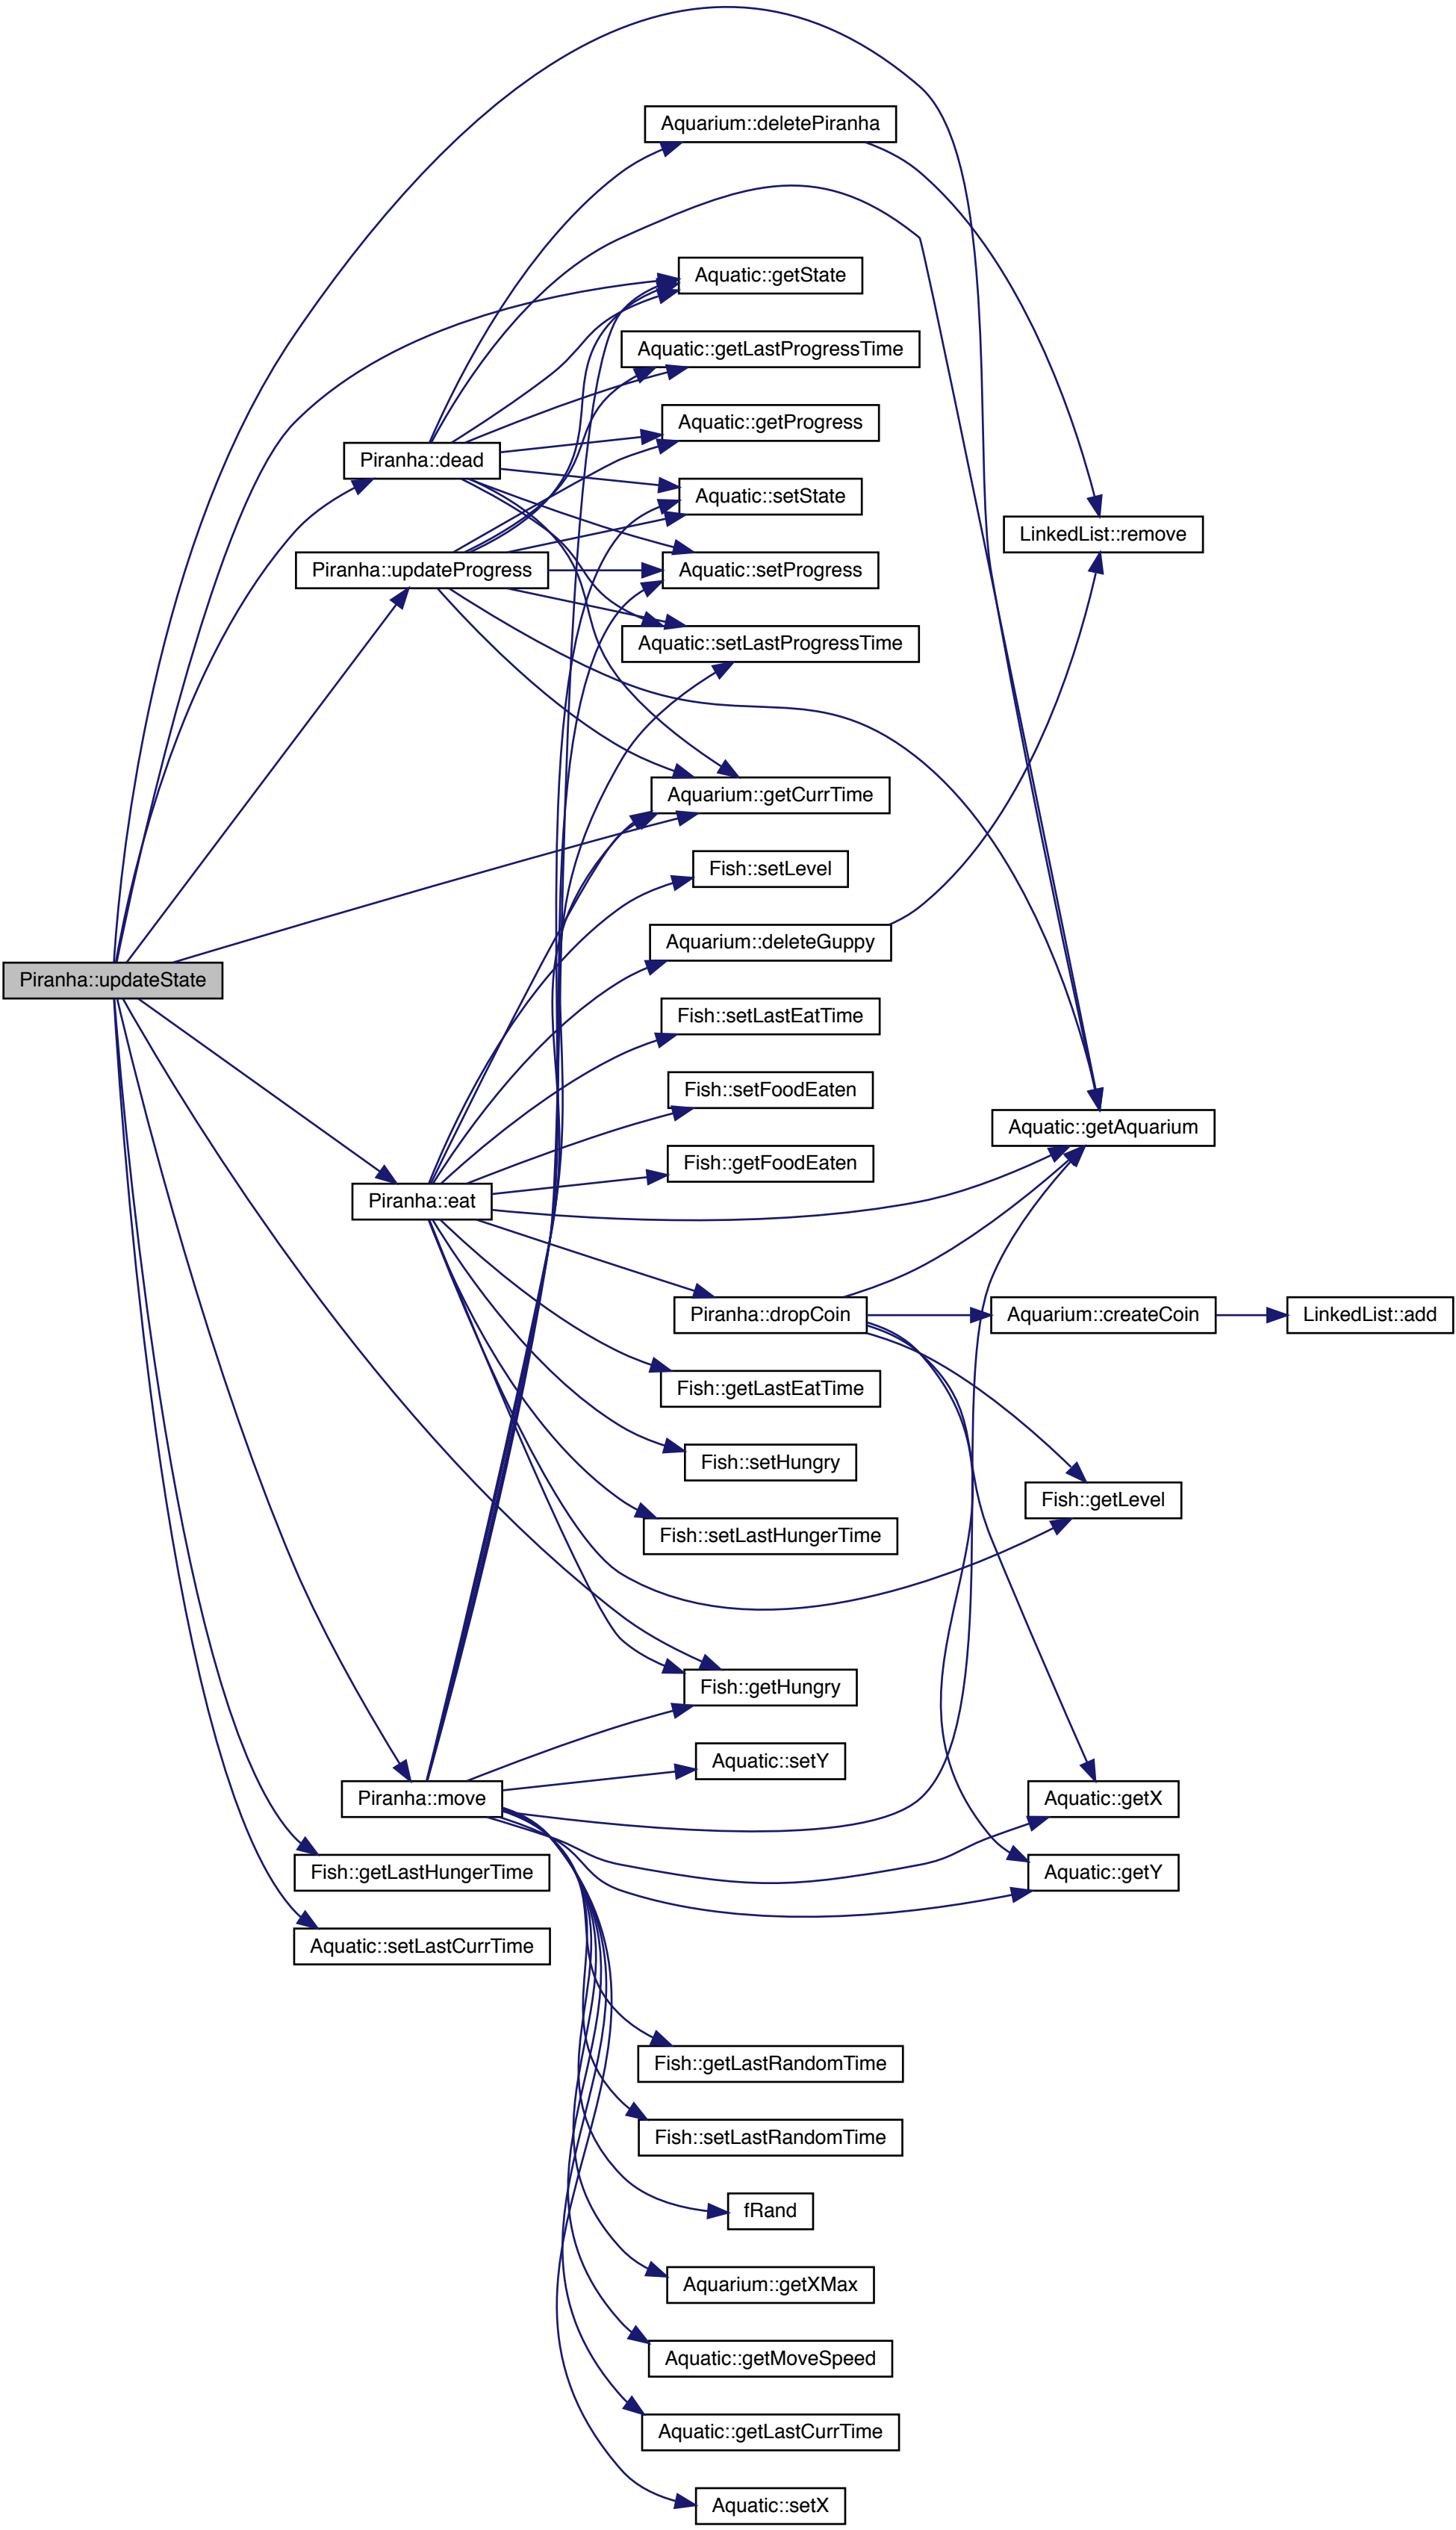 Aquarium::deletePiranha
Aquatic::getState
Aquatic::getLastProgressTime
Aquatic::getProgress
Piranha::dead
Aquatic::setState
LinkedList::remove
Piranha::updateProgress
Aquatic::setProgress
Aquatic::setLastProgressTime
Aquarium::getCurrTime
Fish::setLevel
Aquarium::deleteGuppy
Piranha::updateState
Fish::setLastEatTime
Fish::setFoodEaten
Aquatic::getAquarium
Fish::getFoodEaten
Piranha::eat
Piranha::dropCoin
Aquarium::createCoin
LinkedList::add
Fish::getLastEatTime
Fish::setHungry
Fish::getLevel
Fish::setLastHungerTime
Fish::getHungry
Aquatic::setY
Piranha::move
Aquatic::getX
Fish::getLastHungerTime
Aquatic::getY
Aquatic::setLastCurrTime
Fish::getLastRandomTime
Fish::setLastRandomTime
fRand
Aquarium::getXMax
Aquatic::getMoveSpeed
Aquatic::getLastCurrTime
Aquatic::setX